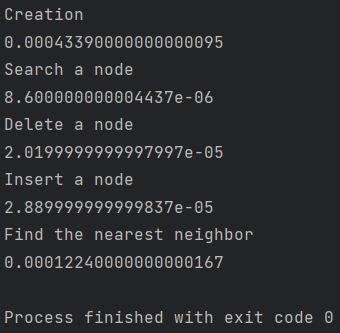 Creation
0.00043390000000000095
Search a node
8.600000000004437e-06
Delete a node
2.0199999999997997e-05
Insert a node
2.889999999999837e-05
Find the nearest neighbor
0.00012240000000000167
Process finished with exit code 0